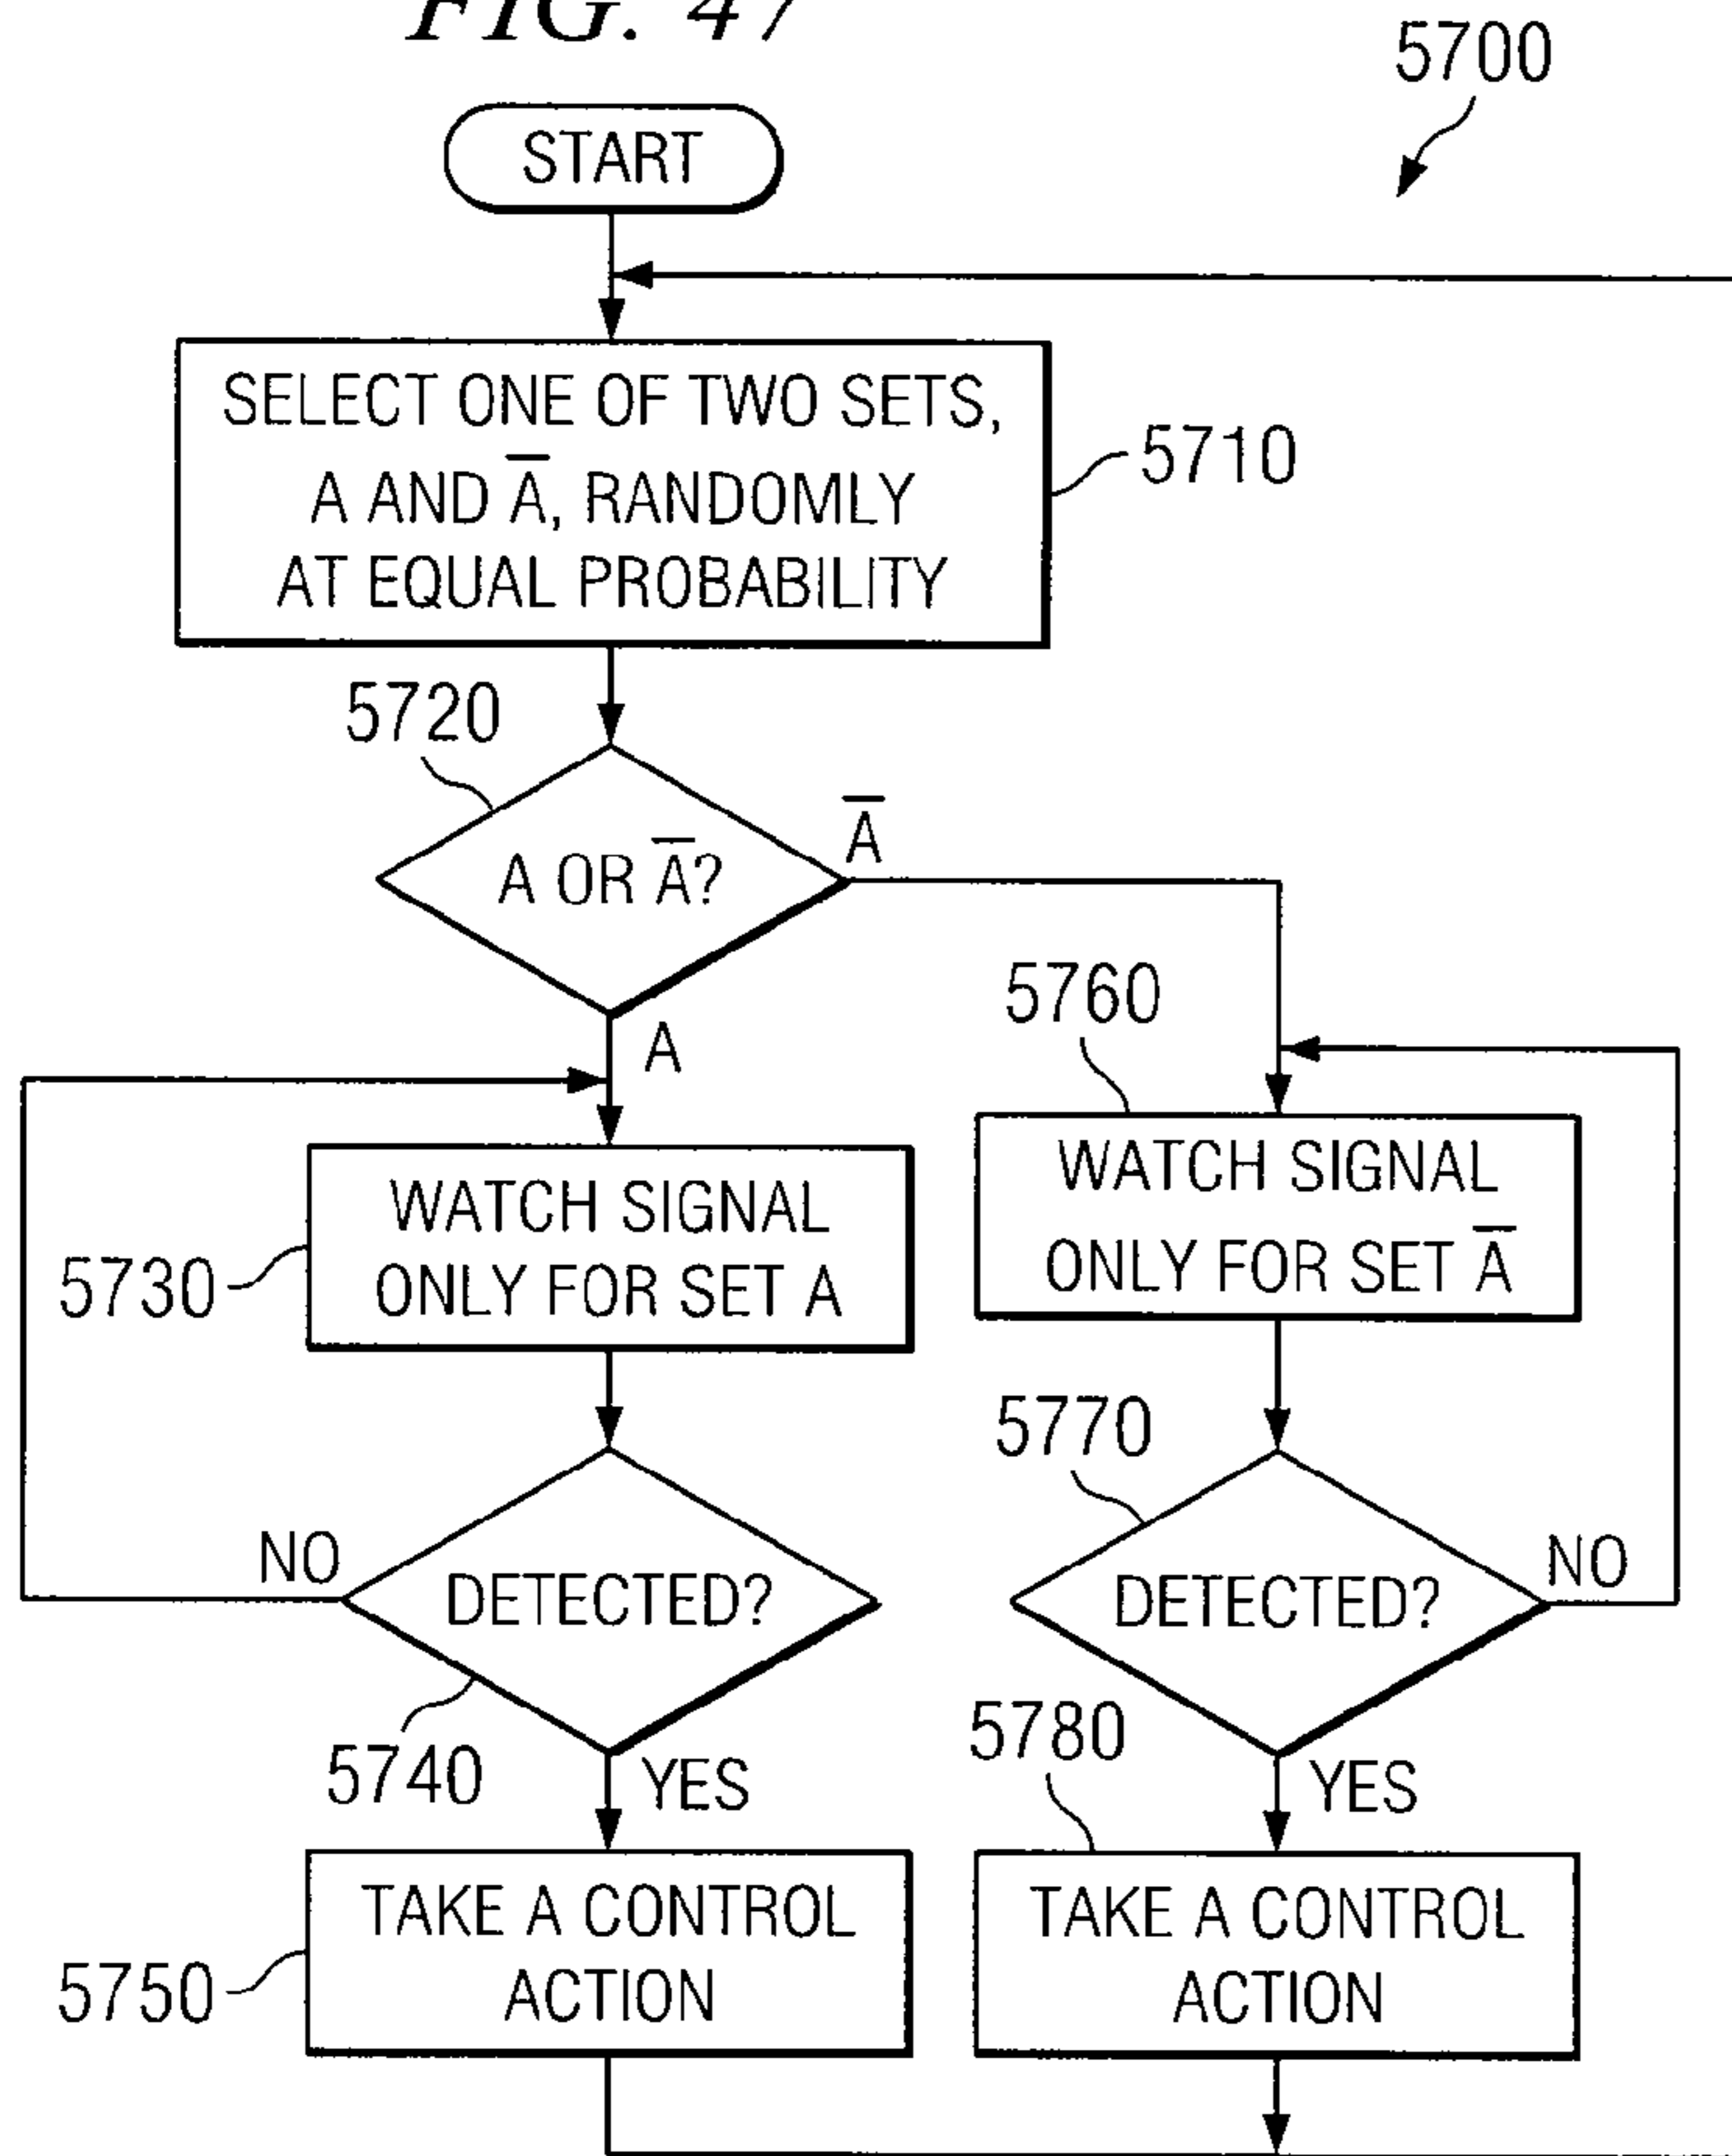 FIG. 47
5700
START
SELECT ONE OF TWO SETS,
A AND A̅, RANDOMLY
AT EQUAL PROBABILITY
5710
5720
A OR A̅?
A̅
A
5760
WATCH SIGNAL
ONLY FOR SET A
5730
WATCH SIGNAL
ONLY FOR SET A̅
5770
NO
DETECTED?
5740
YES
DETECTED?
NO
5780
YES
TAKE A CONTROL
ACTION
5750
TAKE A CONTROL
ACTION